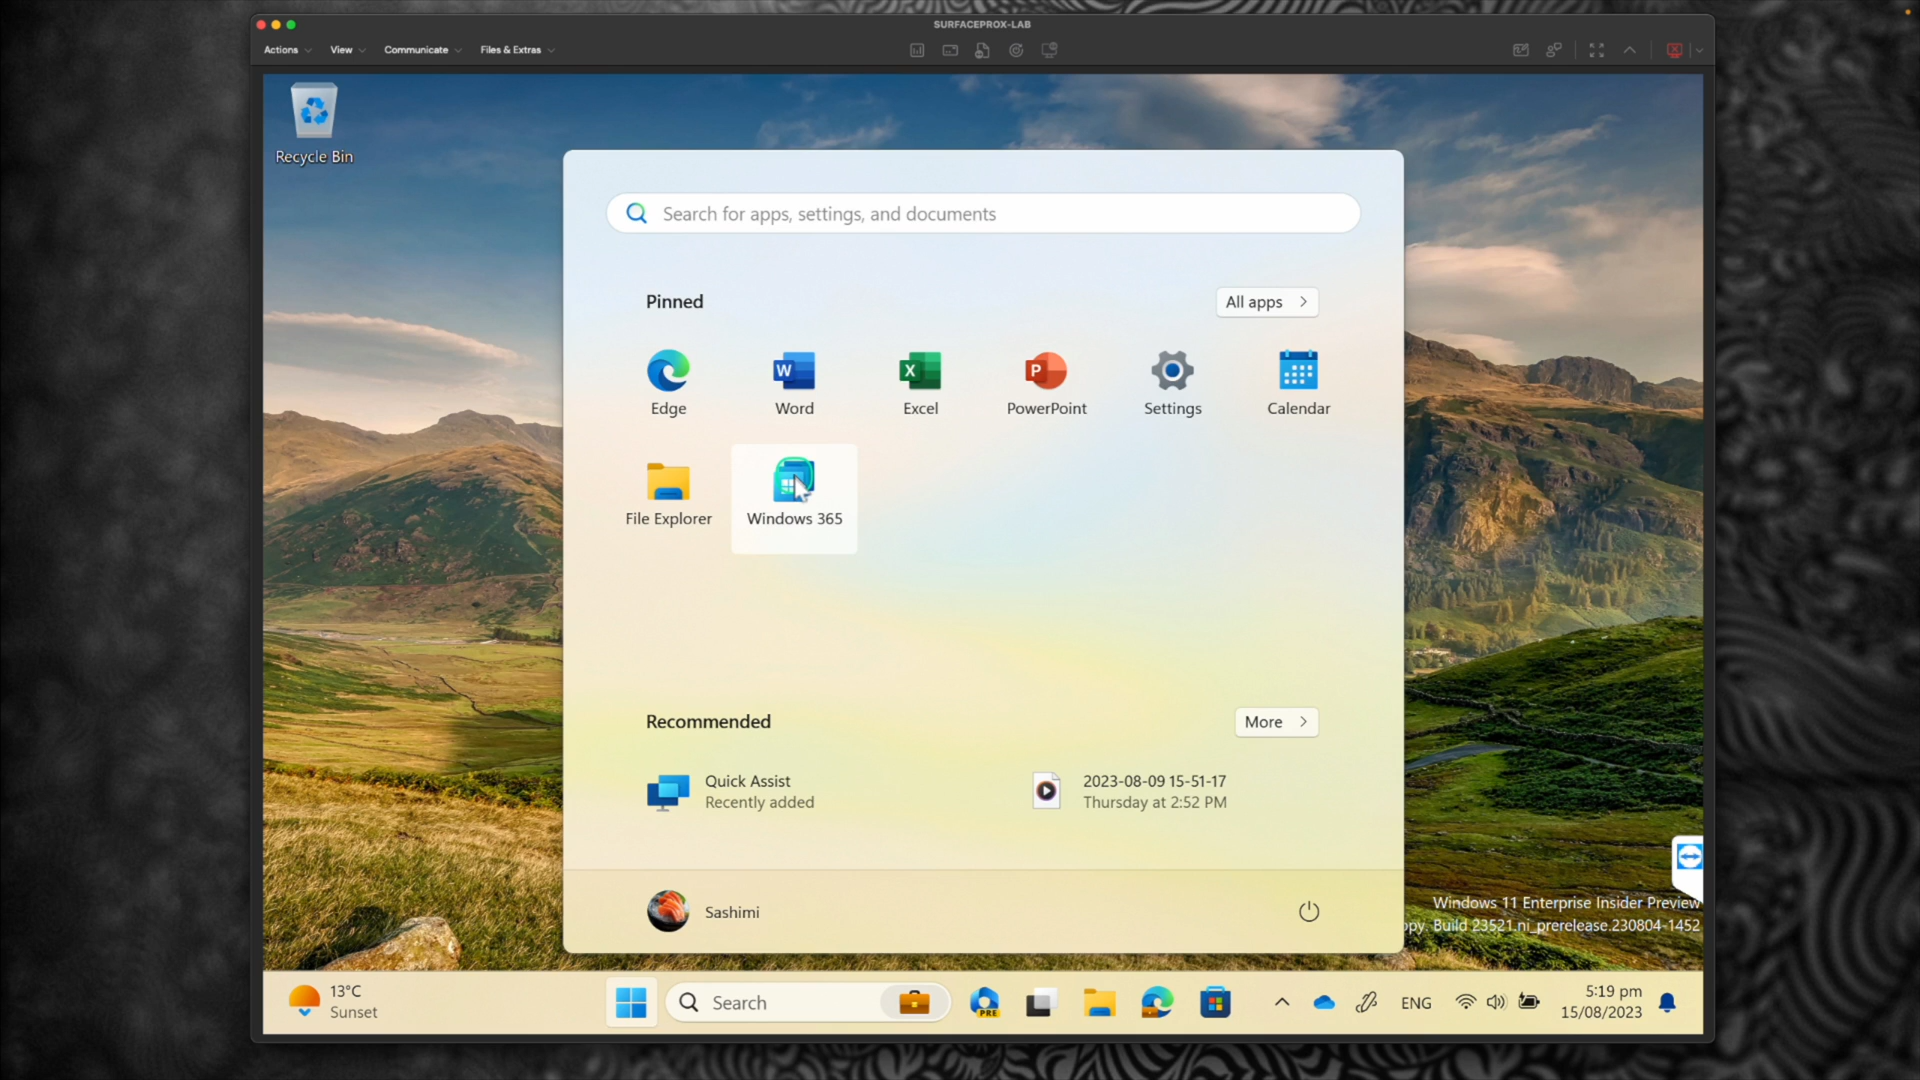 SURFACEPROX-LAB
Actions View Communicate Files & Extras
Recycle Bin
Search for apps, settings, and documents
Pinned
All apps
Edge Word Excel PowerPoint Settings Calendar
File Explorer Windows 365
Recommended
More
Quick Assist
Recently added
2023-08-09 15-51-17
Thursday at 2:52 PM
Sashimi
Windows 11 Enterprise Insider Preview
opy. Build 23521.ni_prerelease.230804-1452
13°C
Sunset
Search
PRE
ENG
5:19 pm
15/08/2023